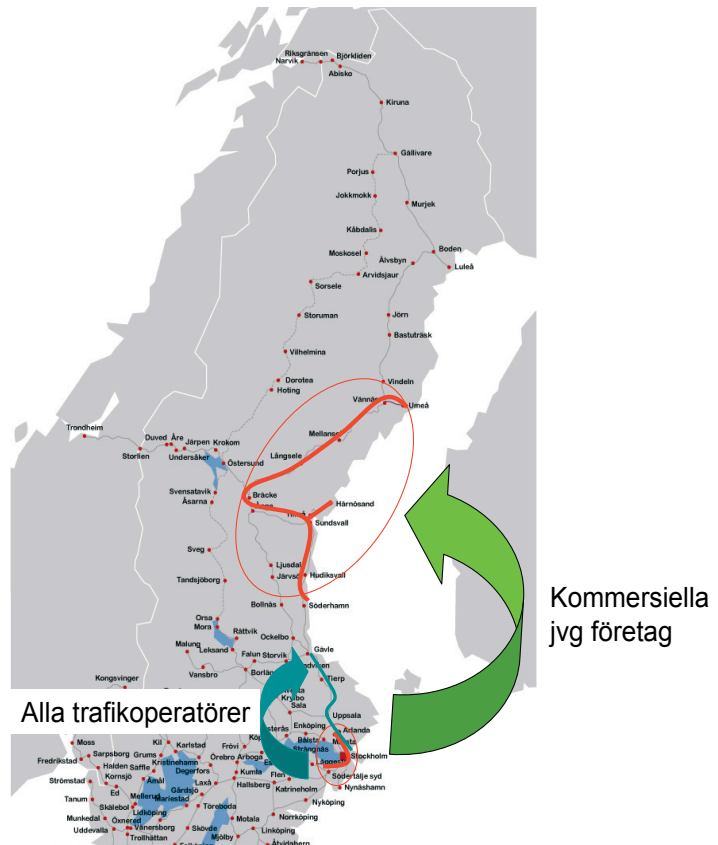 Riksgränsen
Björkliden
Narvik
Abisko
Kiruna
Gällivare
Porjus
Jokkmokk
Murjek
Kåbdalis
Moskosel
Boden
Älvsbyn
Luleå
Arvidsjaur
Sorsele
Storuman
Jörn
Bastuträsk
Vilhelmina
Dorotea
Hoting
Vindeln
Vännäs
Umeå
Trondheim
Mellansel
Duved
Åre
Järpen
Krokom
Storlien
Undersåker
Östersund
Långsele
Svensatavik
Åsarna
Bräcke
Härnösand
Sundsvall
Sveg
Ljusdal
Hudiksvall
Tandsjöborg
Bollnäs
Söderhamn
Kommersiella
jvg företag
Orsa
Mora
Rättvik
Ockelbo
Malung
Leksand
Falun
Storvik
Gävle
Kongsvinger
Vansbro
Tierp
Alla trafikoperatörer
Krylbo
Sala
Uppsala
Enköping
Bålsta
Arlanda
Moss
Kil
Karlstad
Frövi
Strängnäs
Stockholm
Fredrikstad
Sarpsborg
Grums
Kristinehamn
Örebro
Arboga
Halden
Säffle
Degerfors
Kumla
Flen
Södertälje syd
Strömstad
Kornsjö
Åmål
Laxå
Hallsberg
Katrineholm
Nynäshamn
Ed
Mellerud
Gårdsjö
Tanum
Skålebol
Mariestad
Töreboda
Nyköping
Lidköping
Munkedal
Öxnered
Motala
Norrköping
Uddevalla
Vänersborg
Skövde
Linköping
Trollhättan
Mjölby
Åtvidaberg